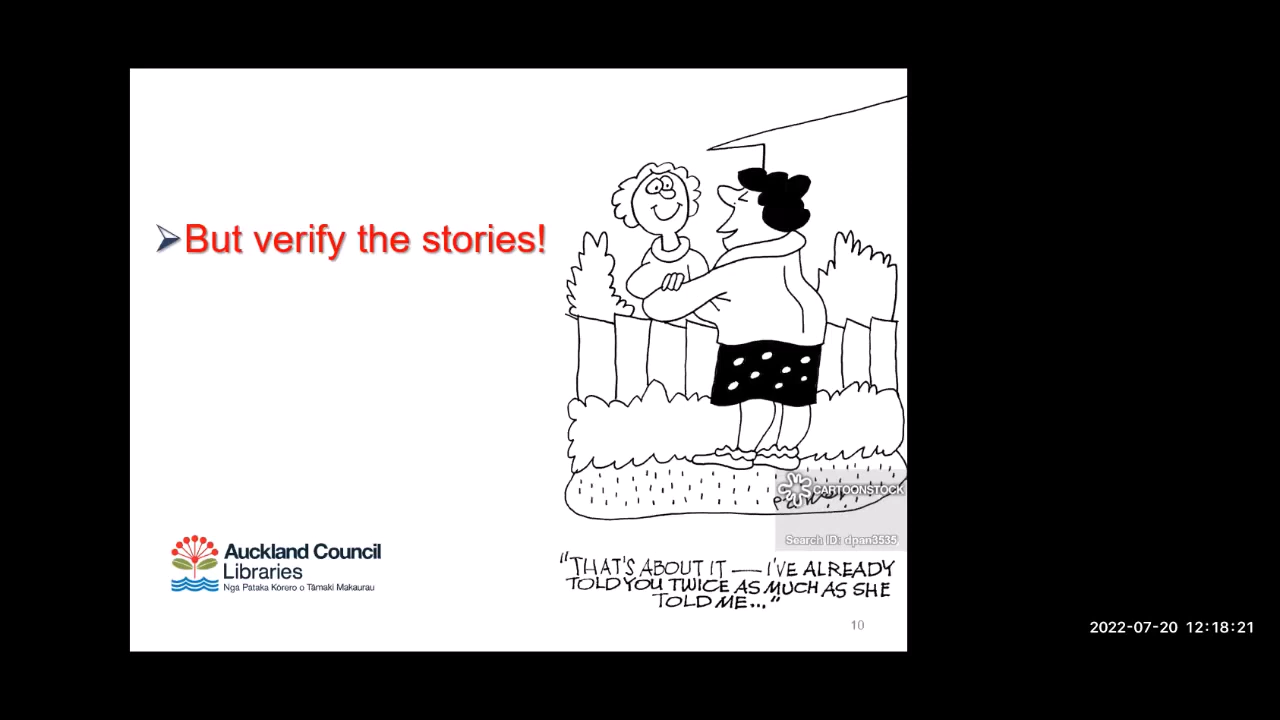 But verify the stories!
CARTOONSTOCK
Search ID: dpan3535
Auckland Council
Libraries
Nga Pataka Kōrero o Tāmaki Makaurau
"THAT'S ABOUT IT — I'VE ALREADY
TOLD YOU TWICE AS MUCH AS SHE
TOLD ME..."
10
2022-07-20 12:18:21